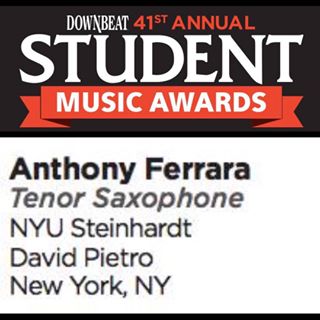 DOWNBEAT 41ST ANNUAL
STUDENT
MUSIC AWARDS
Anthony Ferrara
Tenor Saxophone
NYU Steinhardt
David Pietro
New York, NY